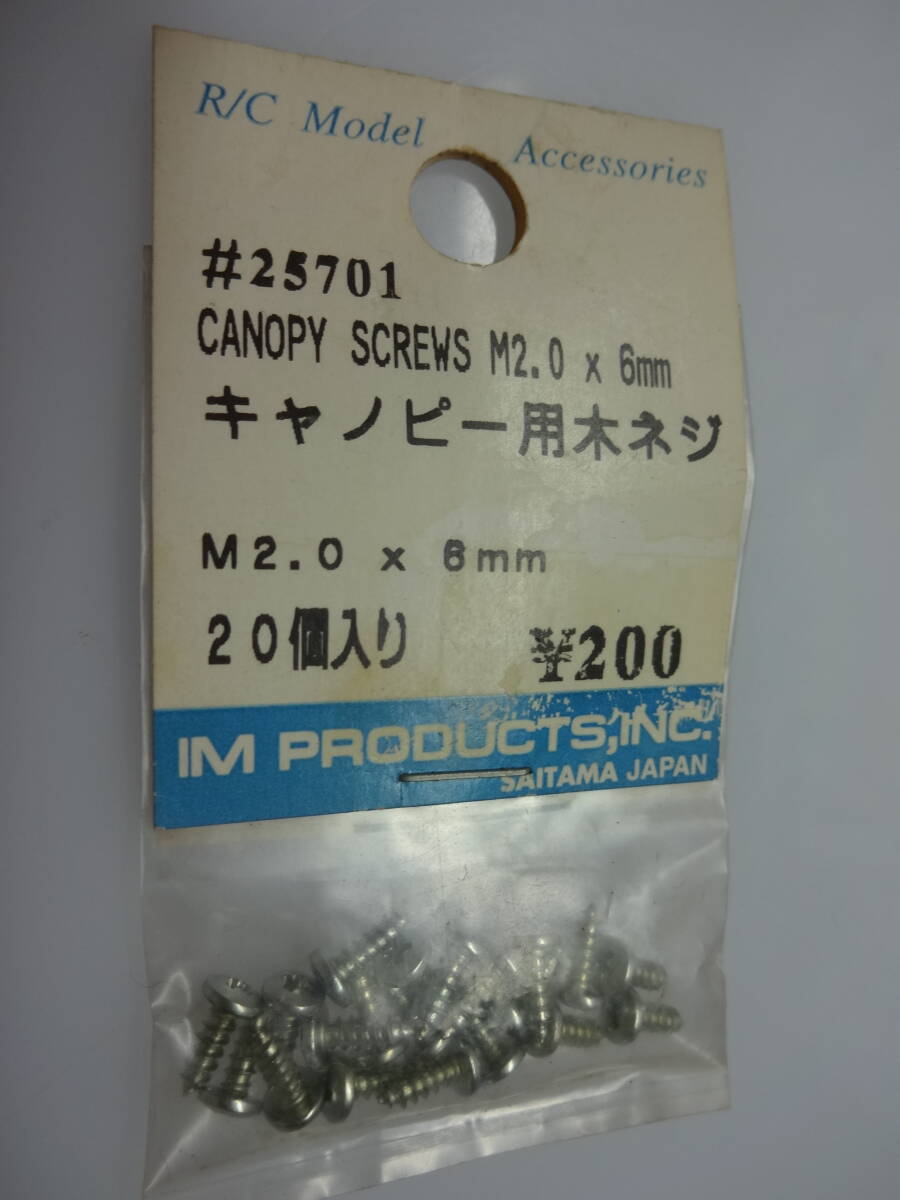 R/C Model Accessories
#25701
CANOPY SCREWS M2.0 x 6mm
キャノピー用木ネジ
M2.0 x 6mm
20個入り ¥200
IM PRODUCTS, INC.
SAITAMA JAPAN